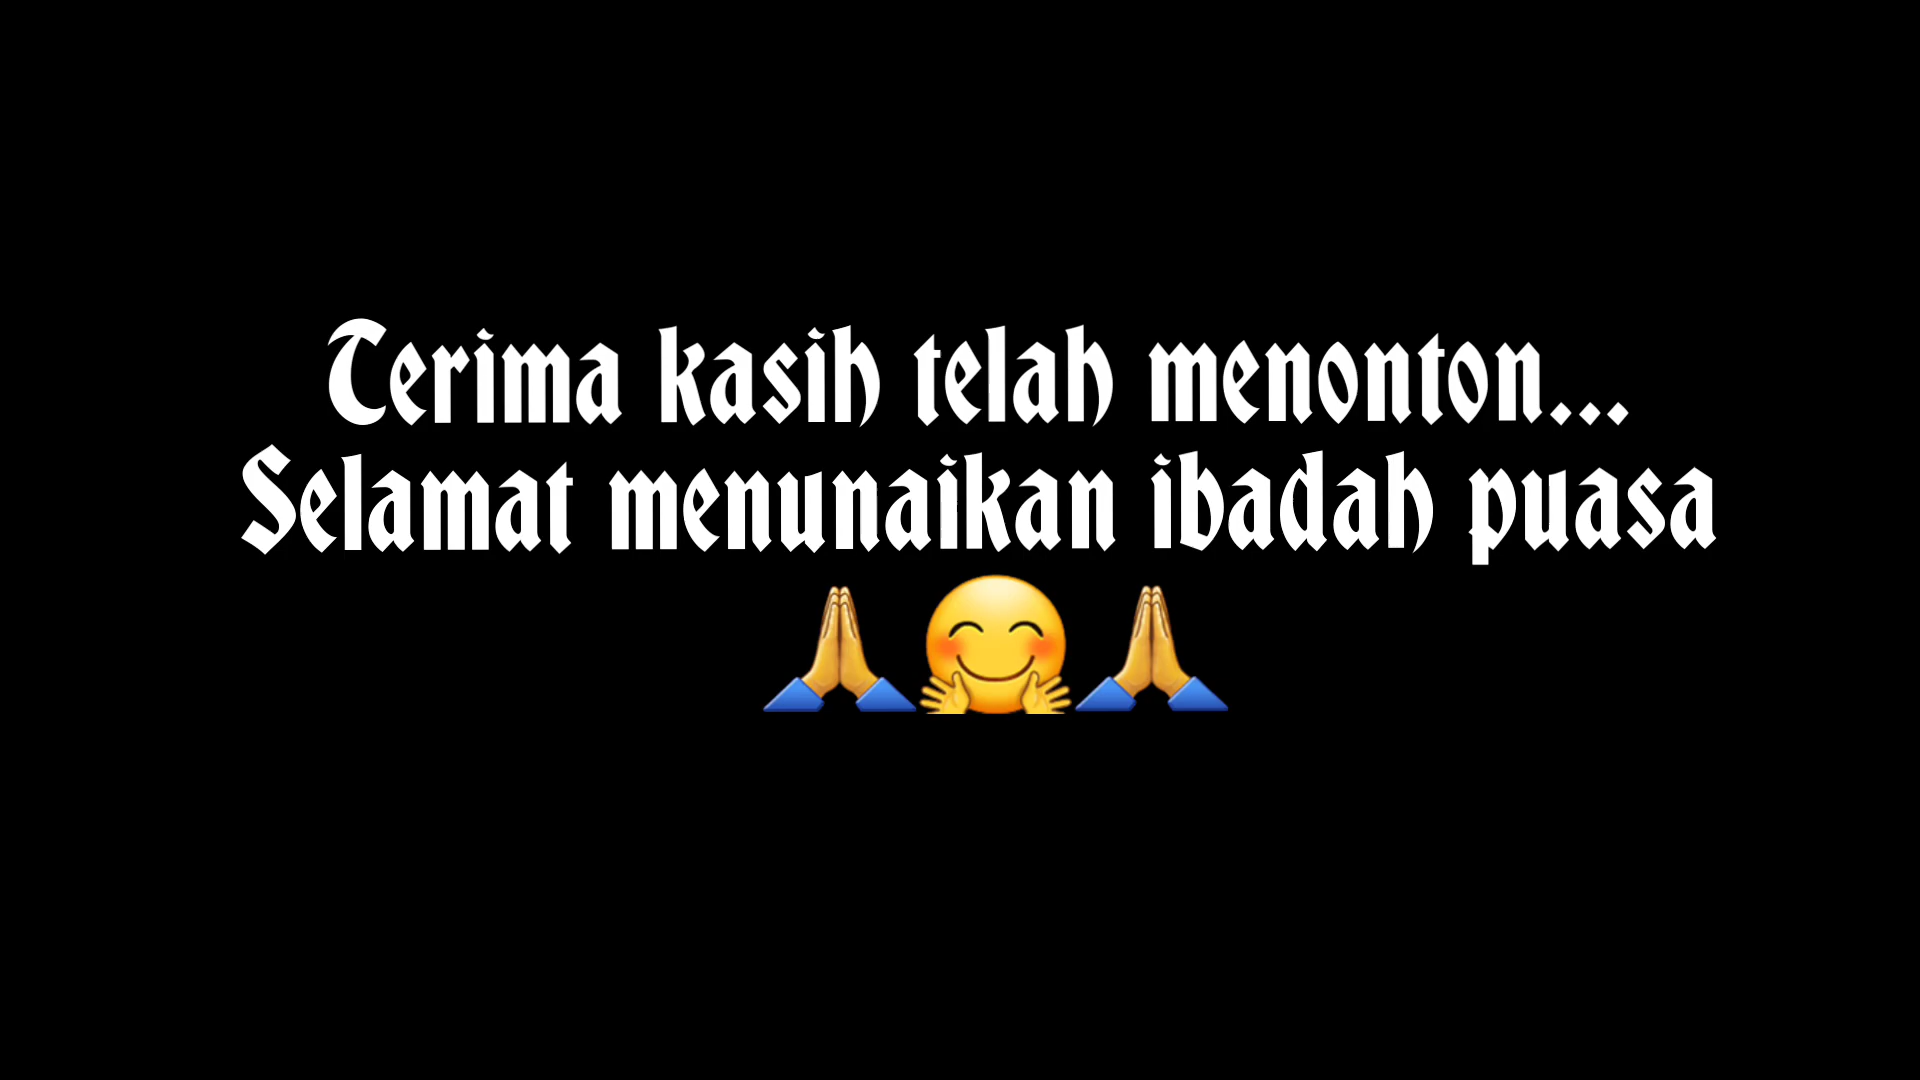 Terima kasih telah menonton...
Selamat menunaikan ibadah puasa
🙏🤗🙏